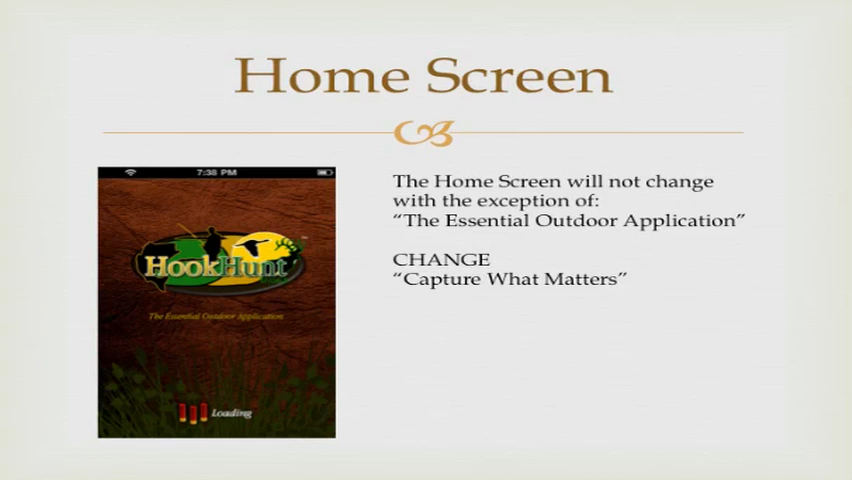 Home Screen
7:38 PM
HookHunt
The Essential Outdoor Application
Loading
The Home Screen will not change
with the exception of:
“The Essential Outdoor Application”
CHANGE
“Capture What Matters”